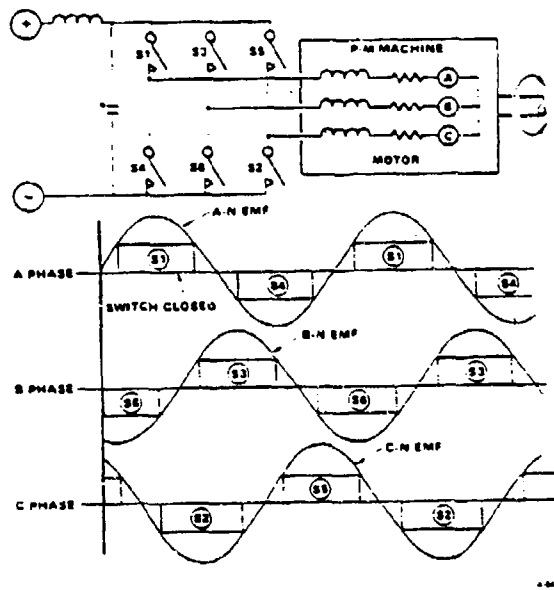 +
S1 S3 S5
P-M MACHINE
A
B
C
S4 S6 S2
MOTOR
−
A-N EMF
S1 S1
A PHASE
S4 S4
SWITCH CLOSED
B-N EMF
S3 S3
B PHASE
S6 S6
C-N EMF
S5
C PHASE
S2 S2